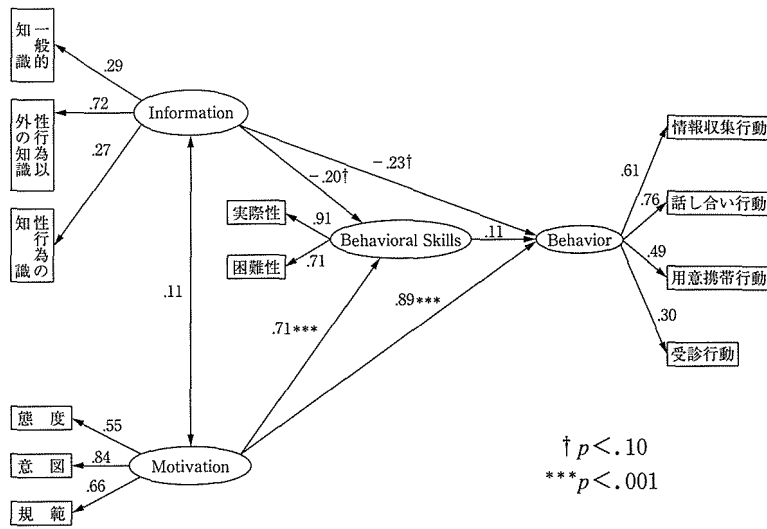 一般的
知識
.29
性行為以
外の知識
.72
性行為の
知識
.27
Information
-.20†
-.23†
.11
実際性
.91
困難性
.71
Behavioral Skills
.11
Behavior
.61
情報収集行動
.76
話し合い行動
.49
用意携帯行動
.30
受診行動
.71***
.89***
態度
.55
意図
.84
規範
.66
Motivation
†p<.10
***p<.001